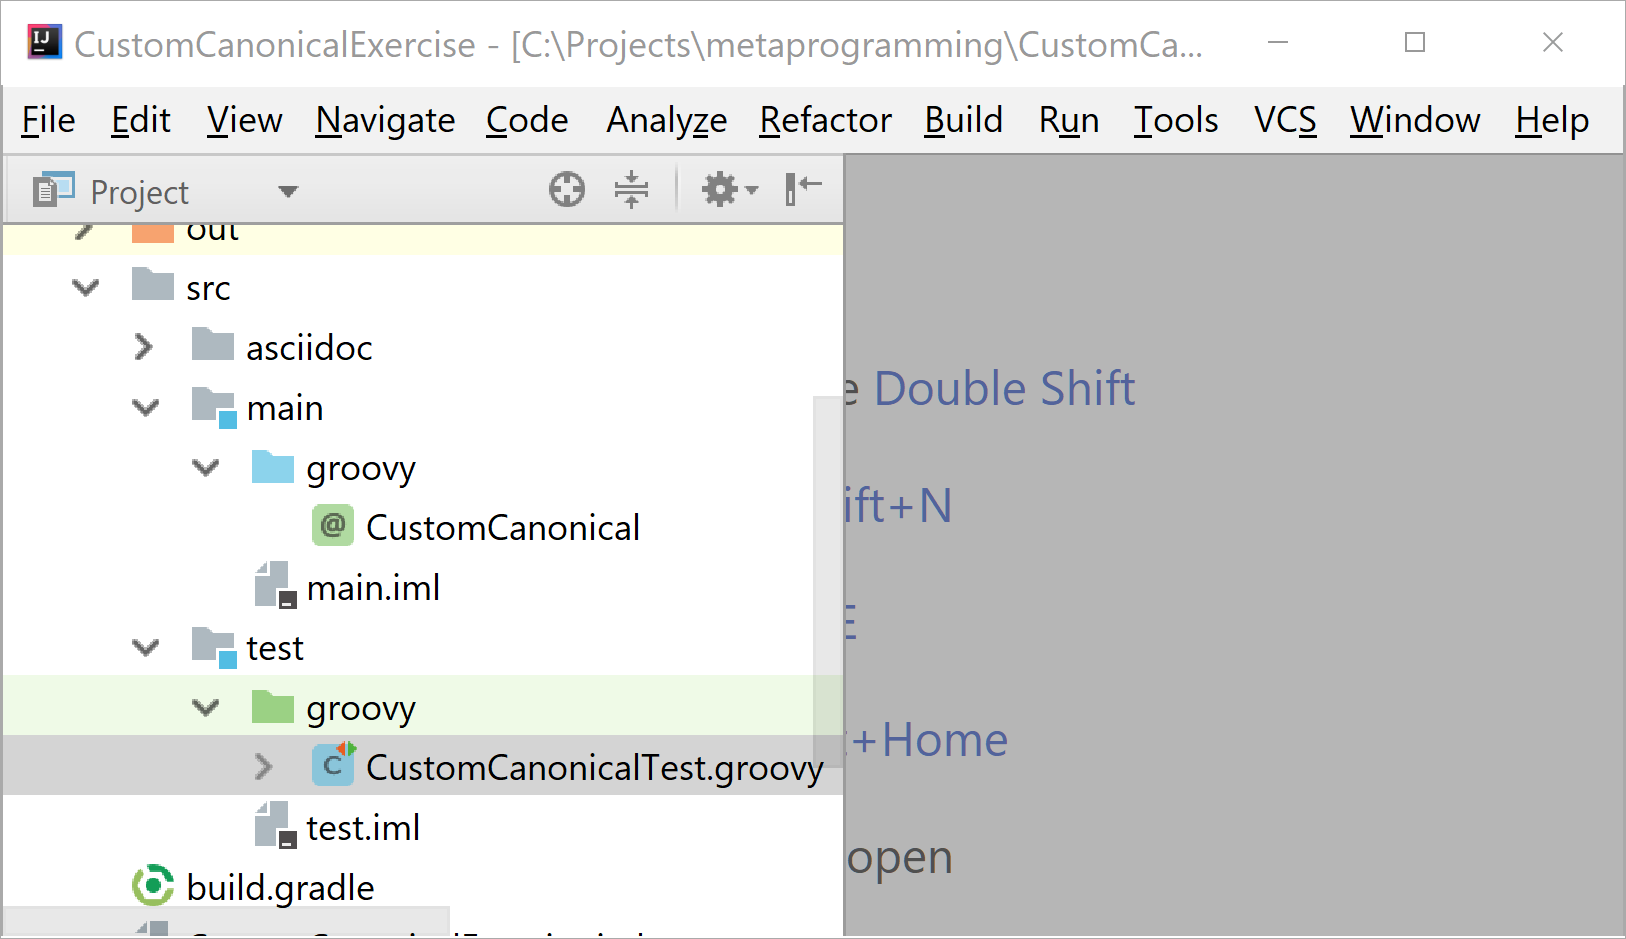 IJ CustomCanonicalExercise - [C:\Projects\metaprogramming\CustomCa...
File Edit View Navigate Code Analyze Refactor Build Run Tools VCS Window Help
Project
out
src
asciidoc
main
groovy
@ CustomCanonical
main.iml
test
groovy
C CustomCanonicalTest.groovy
test.iml
build.gradle
e Double Shift
ift+N
E
+Home
open